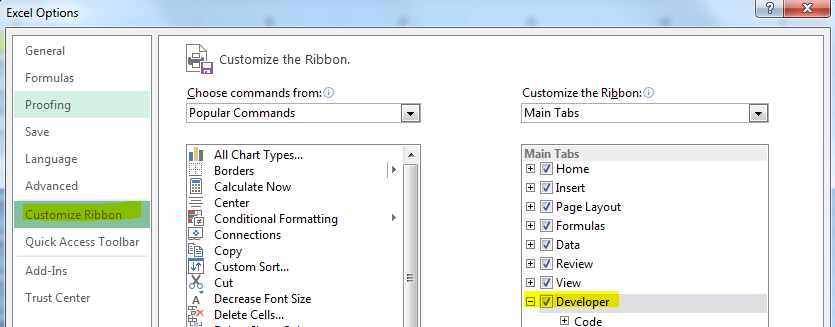 Excel Options
?
General
Formulas
Proofing
Save
Language
Advanced
Customize Ribbon
Quick Access Toolbar
Add-Ins
Trust Center
Customize the Ribbon.
Choose commands from:
Popular Commands
All Chart Types...
Borders
Calculate Now
Center
Conditional Formatting
Connections
Copy
Custom Sort...
Cut
Decrease Font Size
Delete Cells...
Customize the Ribbon:
Main Tabs
Main Tabs
Home
Insert
Page Layout
Formulas
Data
Review
View
Developer
Code